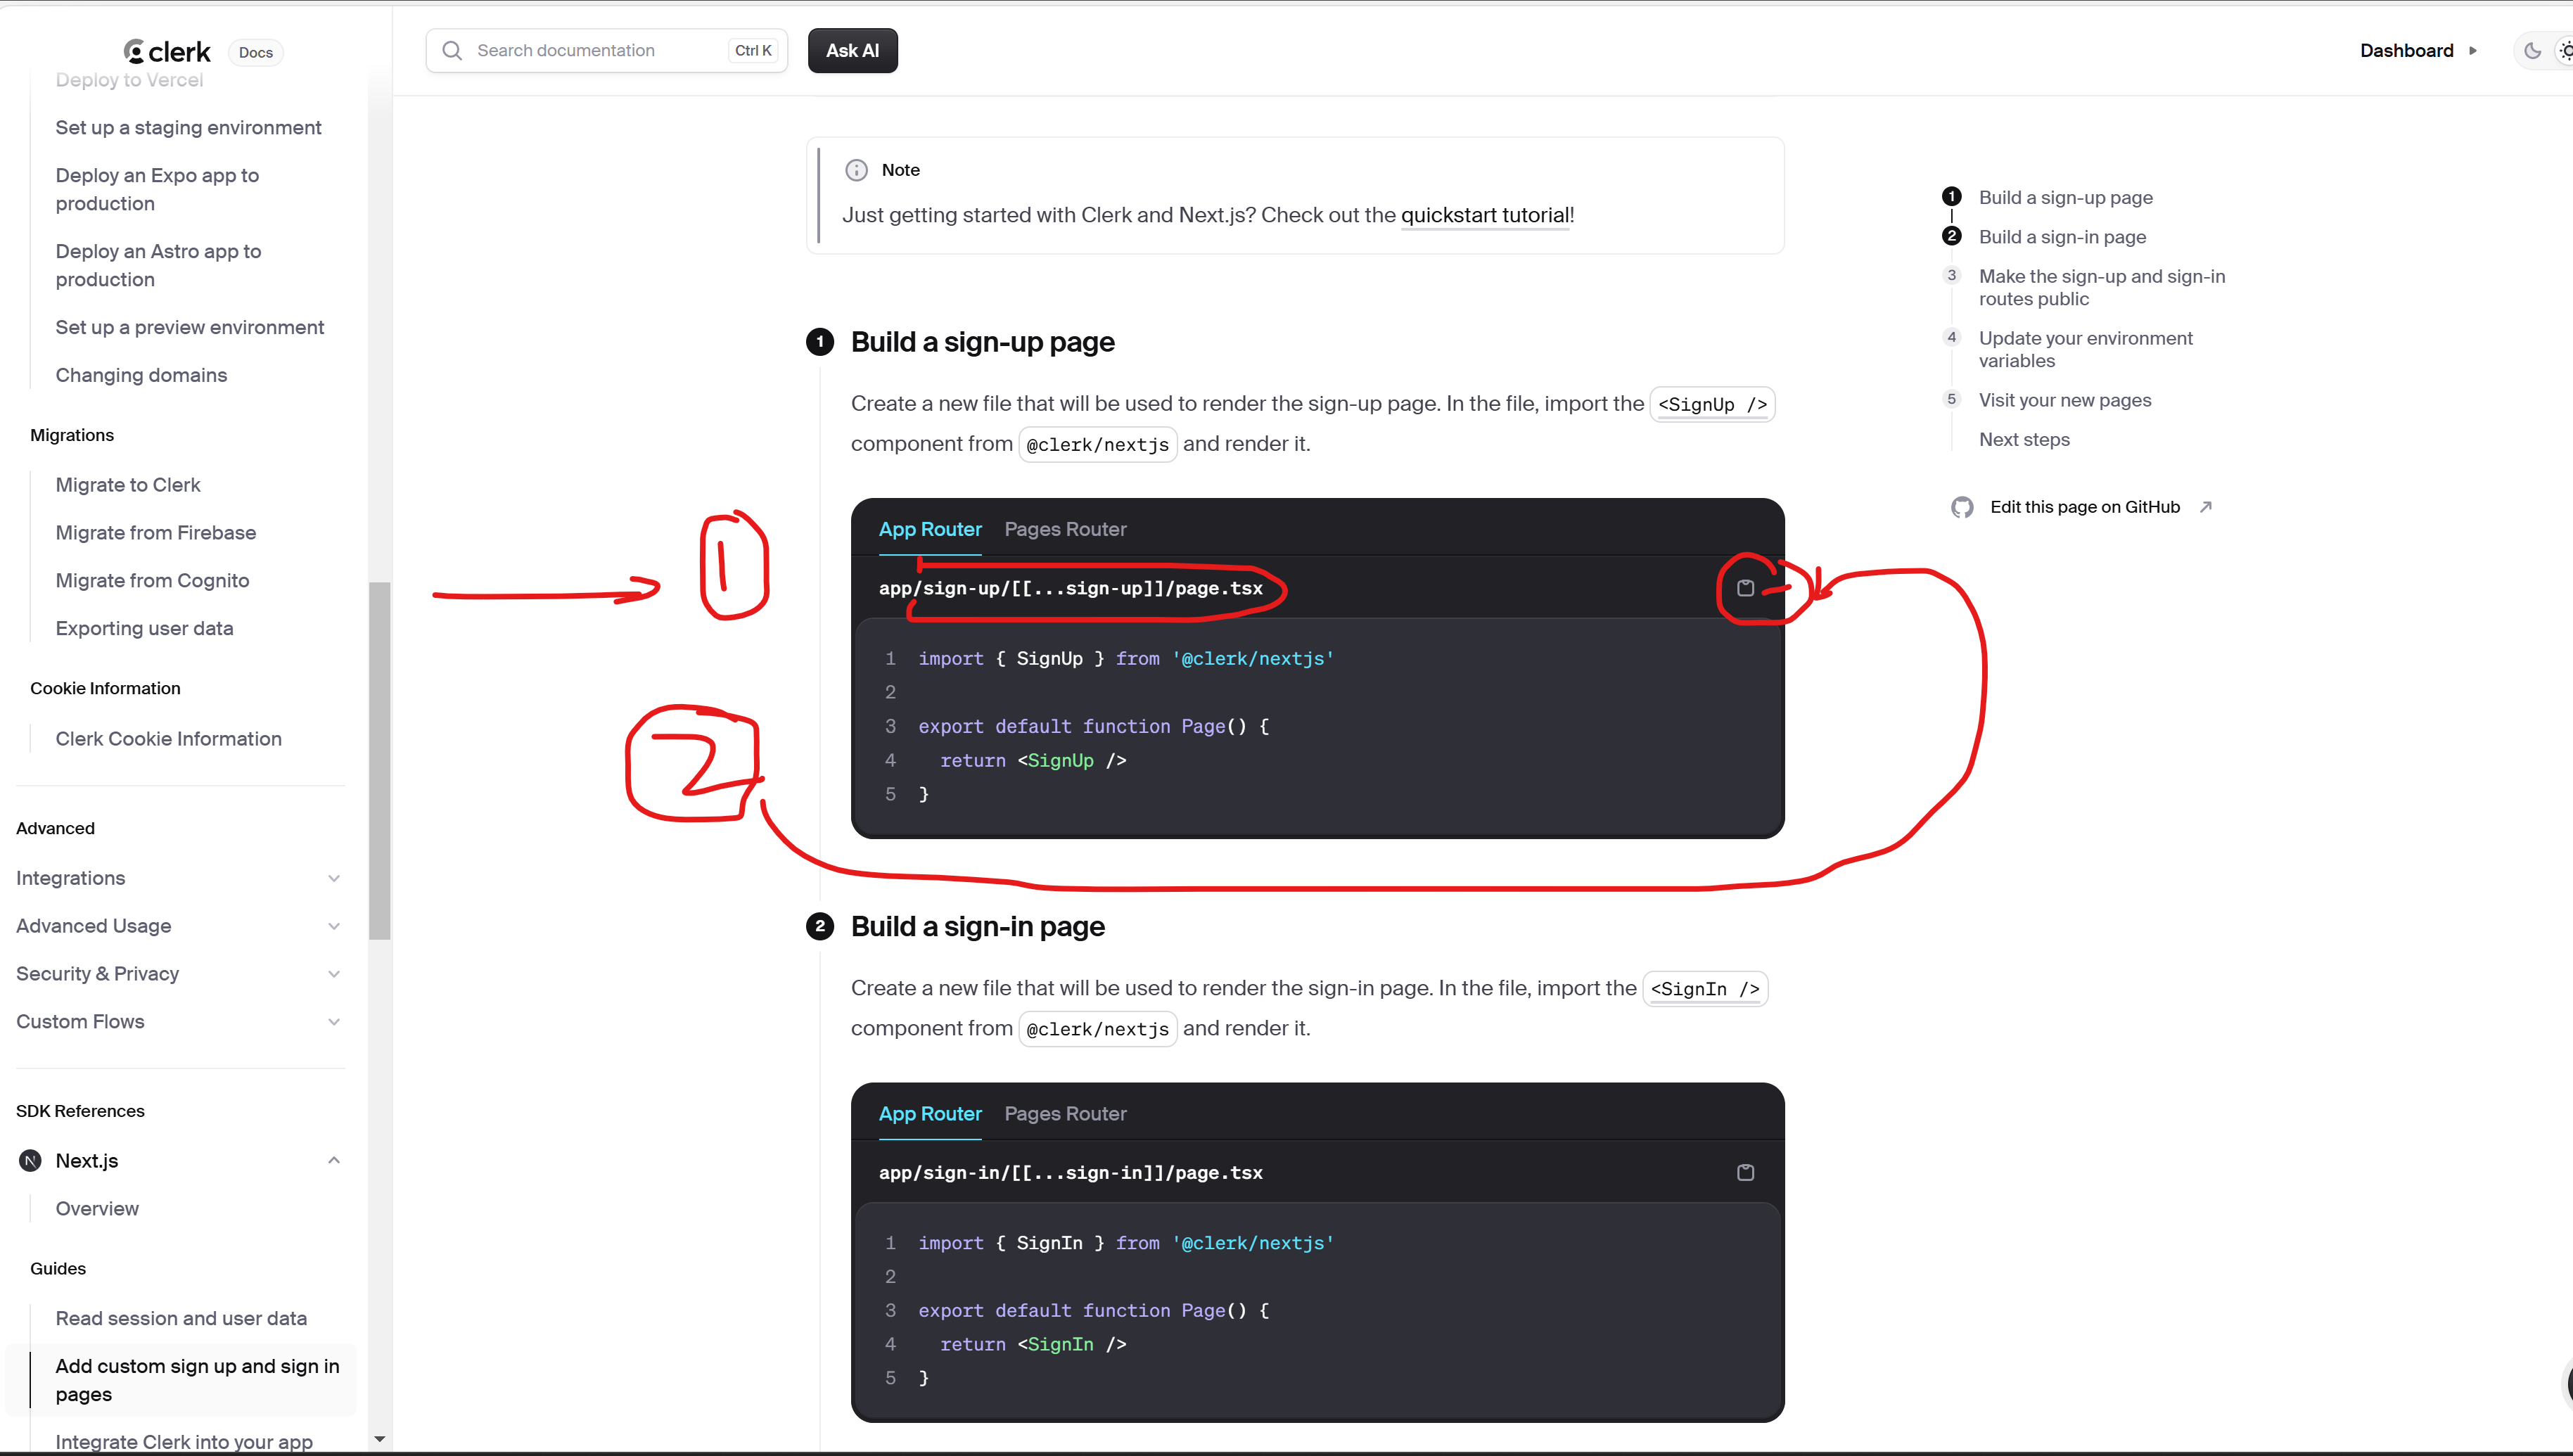 clerk Docs
Search documentation Ctrl K
Ask AI
Dashboard
Deploy to Vercel
Set up a staging environment
Deploy an Expo app to
production
Deploy an Astro app to
production
Set up a preview environment
Changing domains
Migrations
Migrate to Clerk
Migrate from Firebase
Migrate from Cognito
Exporting user data
Cookie Information
Clerk Cookie Information
Advanced
Integrations
Advanced Usage
Security & Privacy
Custom Flows
SDK References
N Next.js
Overview
Guides
Read session and user data
Add custom sign up and sign in
pages
Integrate Clerk into your app
Note
Just getting started with Clerk and Next.js? Check out the quickstart tutorial!
1 Build a sign-up page
Create a new file that will be used to render the sign-up page. In the file, import the <SignUp />
component from @clerk/nextjs and render it.
1
App Router Pages Router
app/sign-up/[[...sign-up]]/page.tsx
1 import { SignUp } from '@clerk/nextjs'
2
3 export default function Page() {
4 return <SignUp />
5 }
2
2 Build a sign-in page
Create a new file that will be used to render the sign-in page. In the file, import the <SignIn />
component from @clerk/nextjs and render it.
App Router Pages Router
app/sign-in/[[...sign-in]]/page.tsx
1 import { SignIn } from '@clerk/nextjs'
2
3 export default function Page() {
4 return <SignIn />
5 }
1 Build a sign-up page
2 Build a sign-in page
3 Make the sign-up and sign-in
routes public
4 Update your environment
variables
5 Visit your new pages
Next steps
Edit this page on GitHub